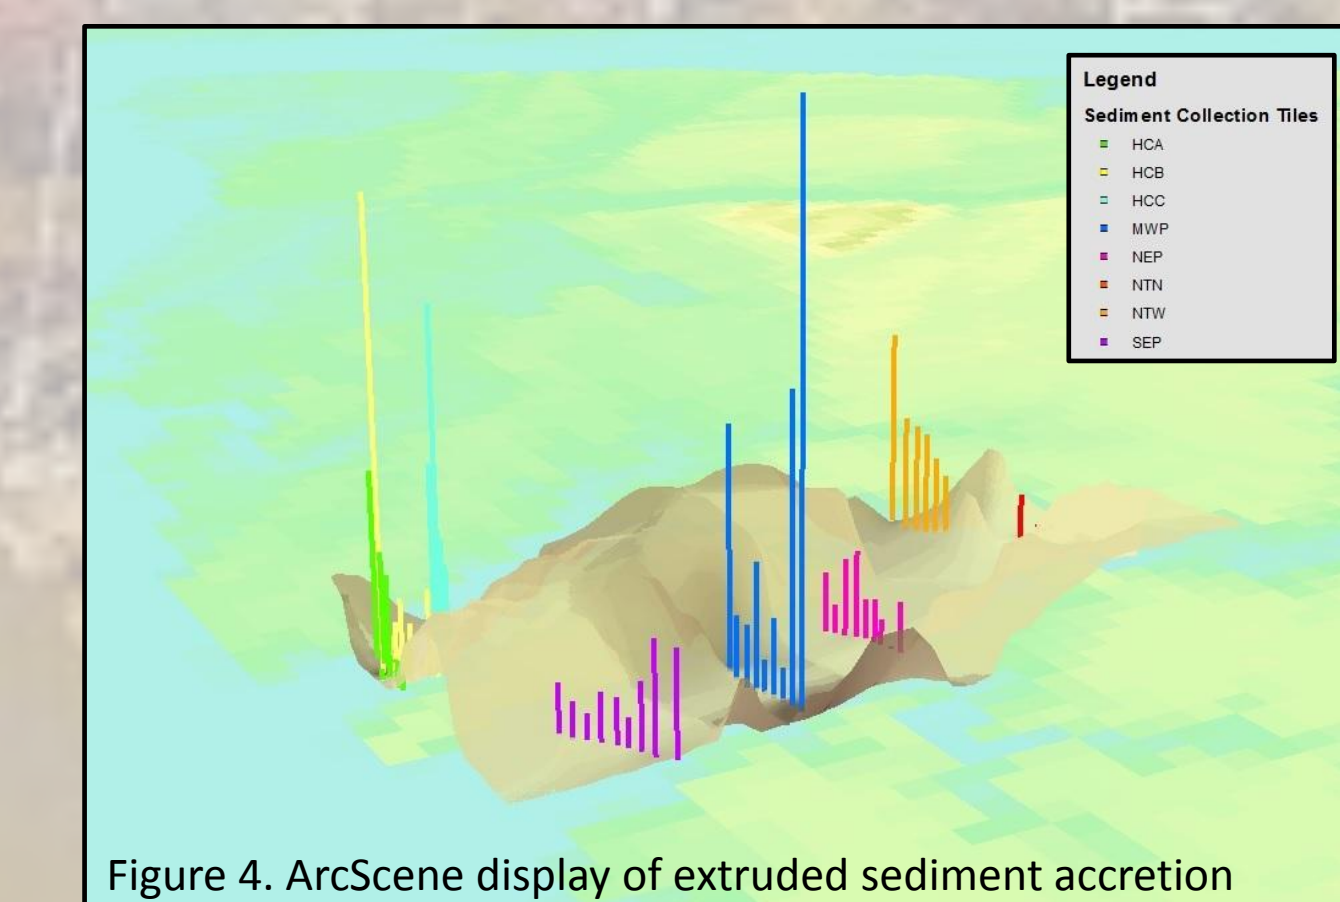 Legend
Sediment Collection Tiles
HCA
HCB
HCC
MWP
NEP
NTN
NTW
SEP
Figure 4. ArcScene display of extruded sediment accretion